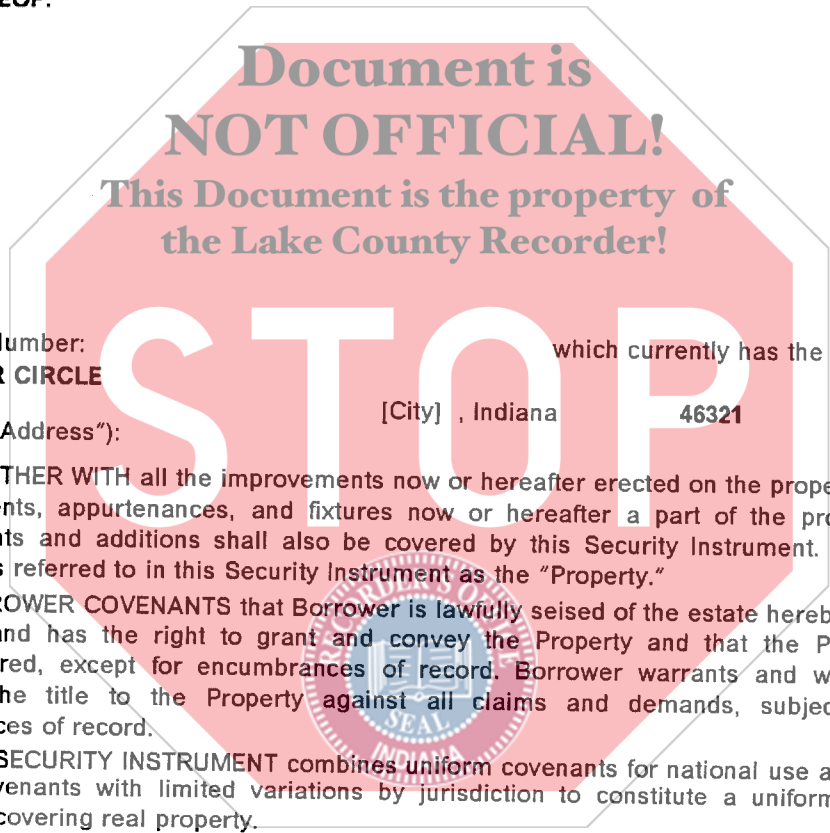 EOF.
Document is
NOT OFFICIAL!
This Document is the property of
the Lake County Recorder!
STOP
Number: which currently has the
R CIRCLE
[City] , Indiana 46321
Address"):
THER WITH all the improvements now or hereafter erected on the prope
nts, appurtenances, and fixtures now or hereafter a part of the pro
nts and additions shall also be covered by this Security Instrument.
s referred to in this Security Instrument as the "Property."
ROWER COVENANTS that Borrower is lawfully seised of the estate hereb
and has the right to grant and convey the Property and that the P
red, except for encumbrances of record. Borrower warrants and w
he title to the Property against all claims and demands, subjec
ces of record.
SECURITY INSTRUMENT combines uniform covenants for national use a
venants with limited variations by jurisdiction to constitute a uniform
covering real property.
RECORDER'S OFFICE
SEAL
INDIANA